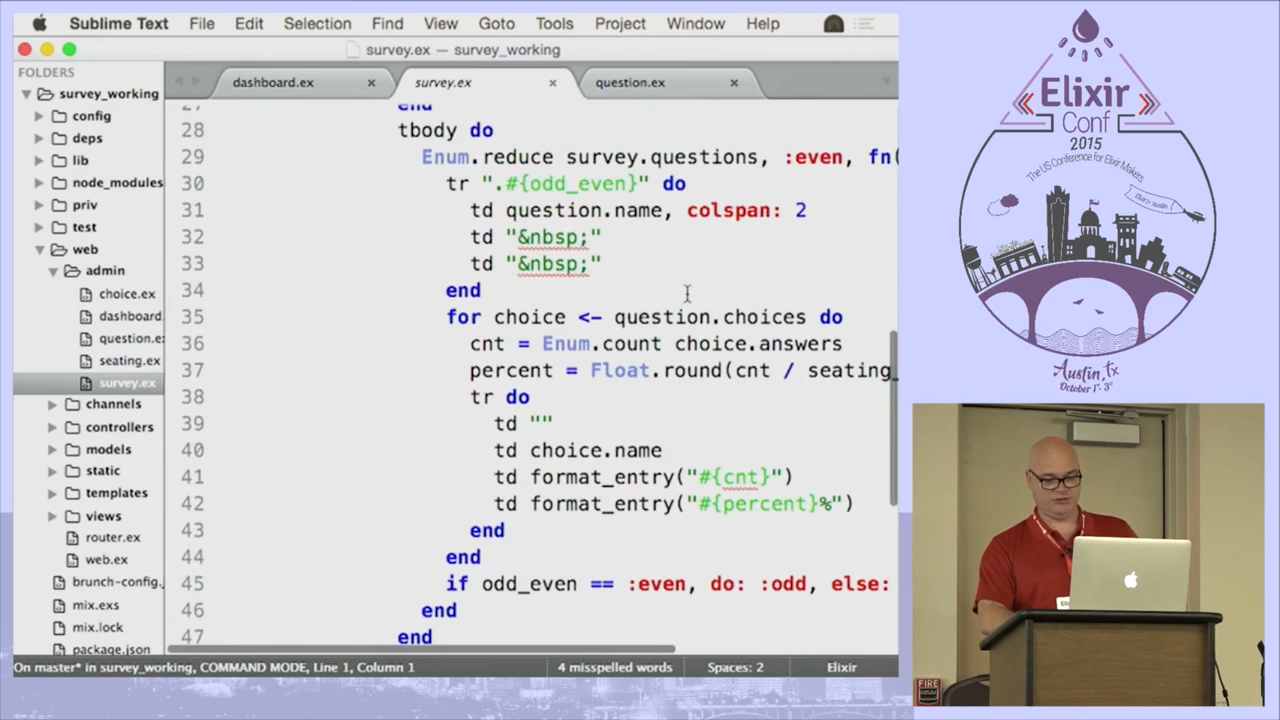 Sublime Text File Edit Selection Find View Goto Tools Project Window Help
survey.ex — survey_working
FOLDERS
survey_working
config
deps
lib
node_modules
priv
test
web
admin
choice.ex
dashboard.
question.e
seating.ex
survey.ex
channels
controllers
models
static
templates
views
router.ex
web.ex
brunch-config.
mix.exs
mix.lock
package.json
dashboard.ex × survey.ex × question.ex ×
27 end
28 tbody do
29 Enum.reduce survey.questions, :even, fn(
30 tr ".#{odd_even}" do
31 td question.name, colspan: 2
32 td "&nbsp;"
33 td "&nbsp;"
34 end
35 for choice <- question.choices do
36 cnt = Enum.count choice.answers
37 percent = Float.round(cnt / seating_
38 tr do
39 td ""
40 td choice.name
41 td format_entry("#{cnt}")
42 td format_entry("#{percent}%")
43 end
44 end
45 if odd_even == :even, do: :odd, else:
46 end
47 end
On master* in survey_working, COMMAND MODE, Line 1, Column 1 4 misspelled words Spaces: 2 Elixir
Elixir
Conf
2015
The US Conference for Elixir Makers
Austin, tx
October 1st - 3rd
FIRE